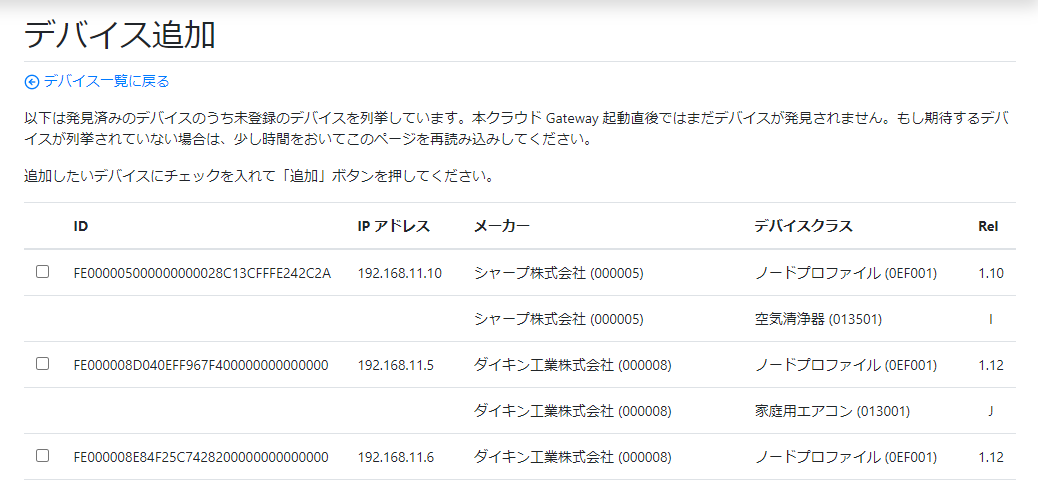 デバイス追加
デバイス一覧に戻る
以下は発見済みのデバイスのうち未登録のデバイスを列挙しています。本クラウド Gateway 起動直後ではまだデバイスが発見されません。もし期待するデバ
イスが列挙されていない場合は、少し時間をおいてこのページを再読み込みしてください。
追加したいデバイスにチェックを入れて「追加」ボタンを押してください。
ID IP アドレス メーカー デバイスクラス Rel
FE000005000000000028C13CFFFE242C2A 192.168.11.10 シャープ株式会社 (000005) ノードプロファイル (0EF001) 1.10
シャープ株式会社 (000005) 空気清浄器 (013501) I
FE000008D040EFF967F400000000000000 192.168.11.5 ダイキン工業株式会社 (000008) ノードプロファイル (0EF001) 1.12
ダイキン工業株式会社 (000008) 家庭用エアコン (013001) J
FE000008E84F25C7428200000000000000 192.168.11.6 ダイキン工業株式会社 (000008) ノードプロファイル (0EF001) 1.12